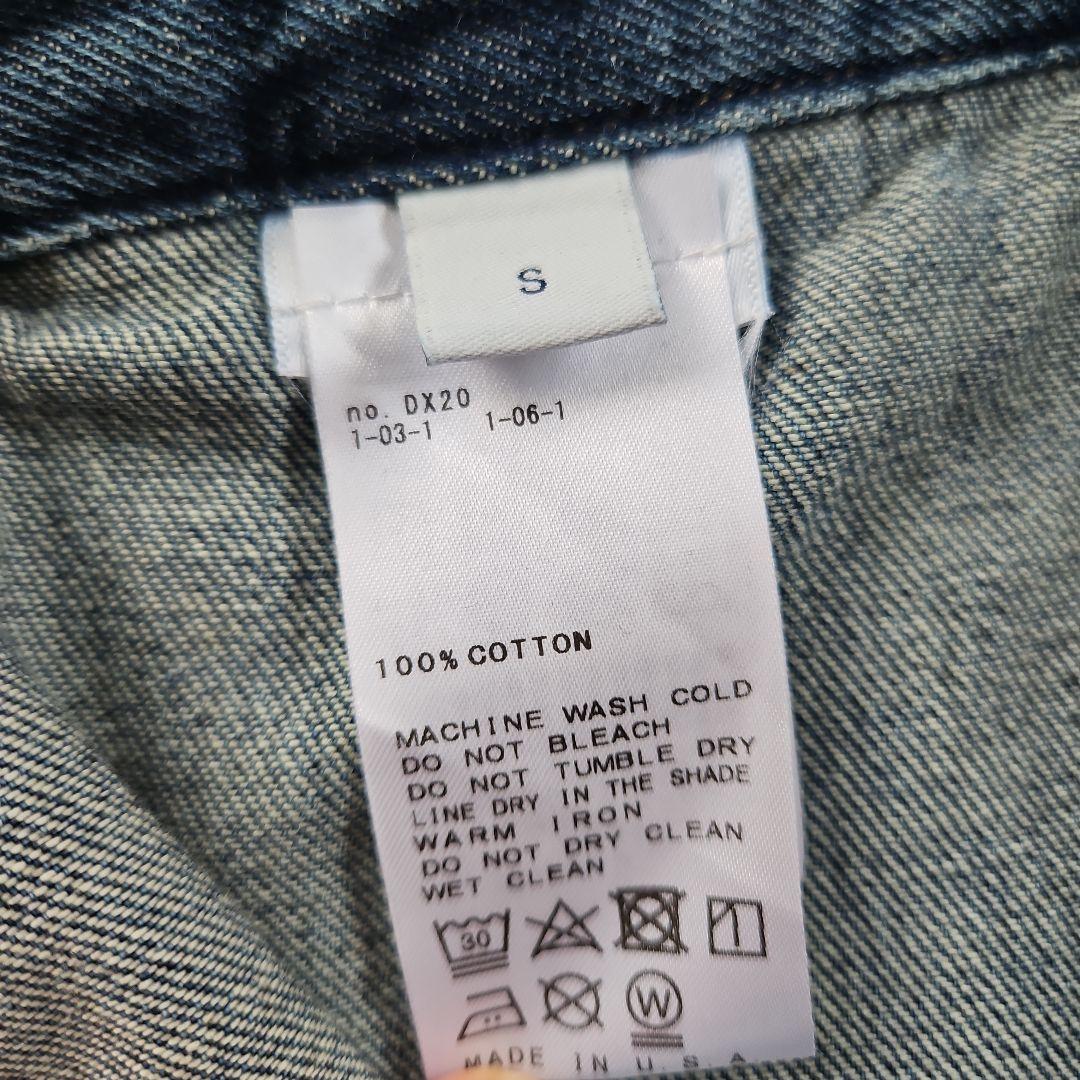 S
no. DX20
1-03-1 1-06-1
100% COTTON
MACHINE WASH COLD
DO NOT BLEACH
DO NOT TUMBLE DRY
LINE DRY IN THE SHADE
WARM IRON
DO NOT DRY CLEAN
WET CLEAN
30
W
MADE IN U.S.A.